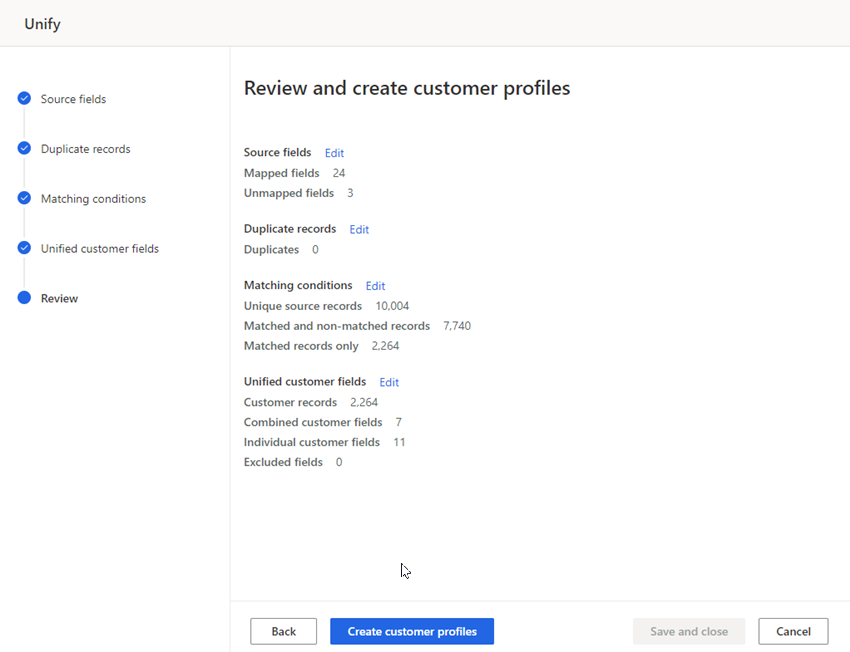 Unify
Source fields
Duplicate records
Matching conditions
Unified customer fields
Review
Review and create customer profiles
Source fields Edit
Mapped fields 24
Unmapped fields 3
Duplicate records Edit
Duplicates 0
Matching conditions Edit
Unique source records 10,004
Matched and non-matched records 7,740
Matched records only 2,264
Unified customer fields Edit
Customer records 2,264
Combined customer fields 7
Individual customer fields 11
Excluded fields 0
Back Create customer profiles Save and close Cancel